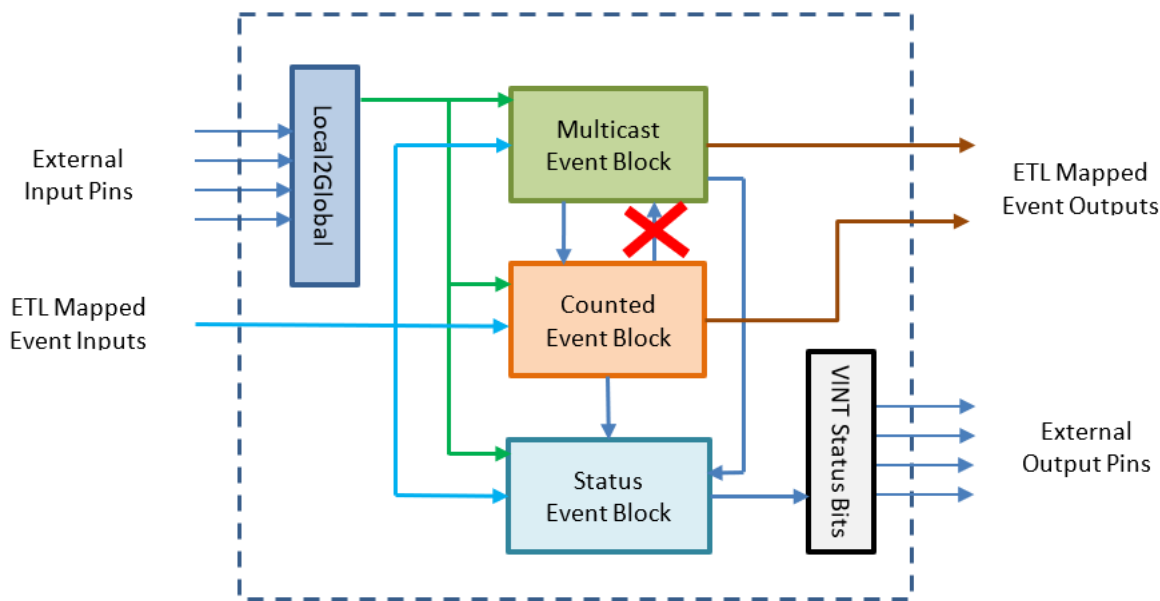 External
Input Pins
ETL Mapped
Event Inputs
Local2Global
Multicast
Event Block
Counted
Event Block
Status
Event Block
VINT Status Bits
ETL Mapped
Event Outputs
External
Output Pins